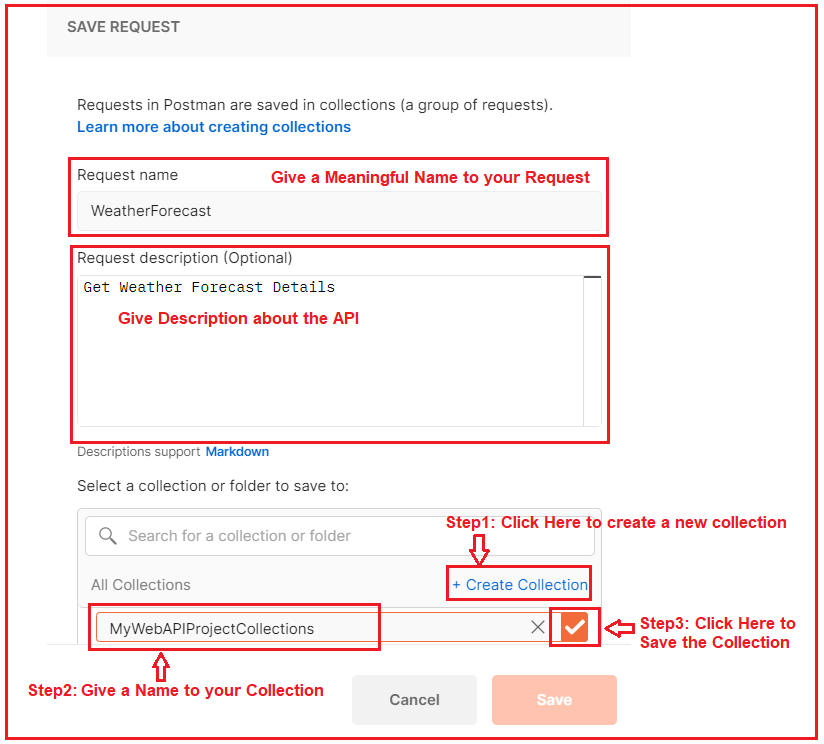 SAVE REQUEST
Requests in Postman are saved in collections (a group of requests).
Learn more about creating collections
Request name
Give a Meaningful Name to your Request
WeatherForecast
Request description (Optional)
Get Weather Forecast Details
Give Description about the API
Descriptions support Markdown
Select a collection or folder to save to:
Step1: Click Here to create a new collection
Search for a collection or folder
All Collections
+ Create Collection
MyWebAPIProjectCollections
Step3: Click Here to
Save the Collection
Step2: Give a Name to your Collection
Cancel
Save